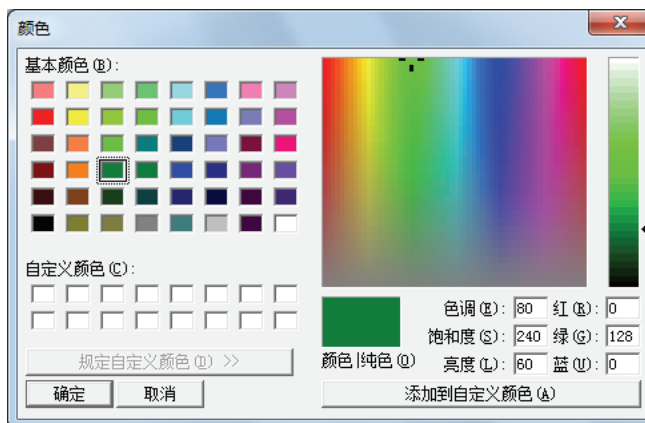 颜色
基本颜色(B):
自定义颜色(C):
规定自定义颜色(D) >>
确定 取消
颜色|纯色(O)
色调(E): 80 红(R): 0
饱和度(S): 240 绿(G): 128
亮度(L): 60 蓝(U): 0
添加到自定义颜色(A)